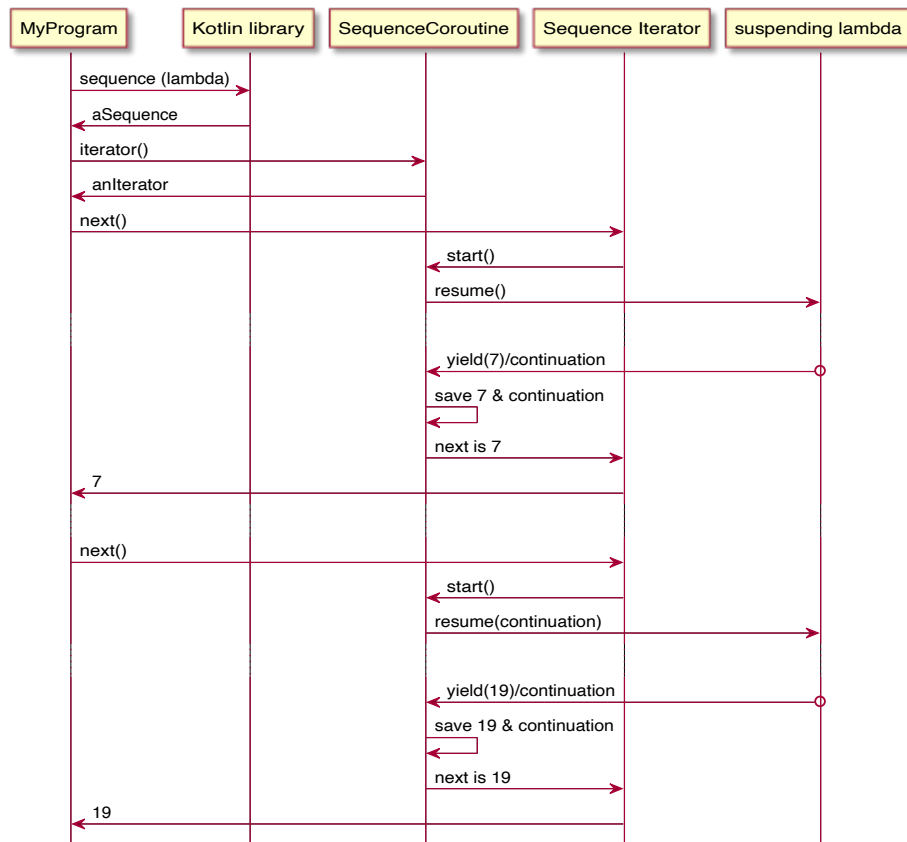 MyProgram
Kotlin library
SequenceCoroutine
Sequence Iterator
suspending lambda
sequence (lambda)
aSequence
iterator()
anIterator
next()
start()
resume()
yield(7)/continuation
save 7 & continuation
next is 7
7
next()
start()
resume(continuation)
yield(19)/continuation
save 19 & continuation
next is 19
19